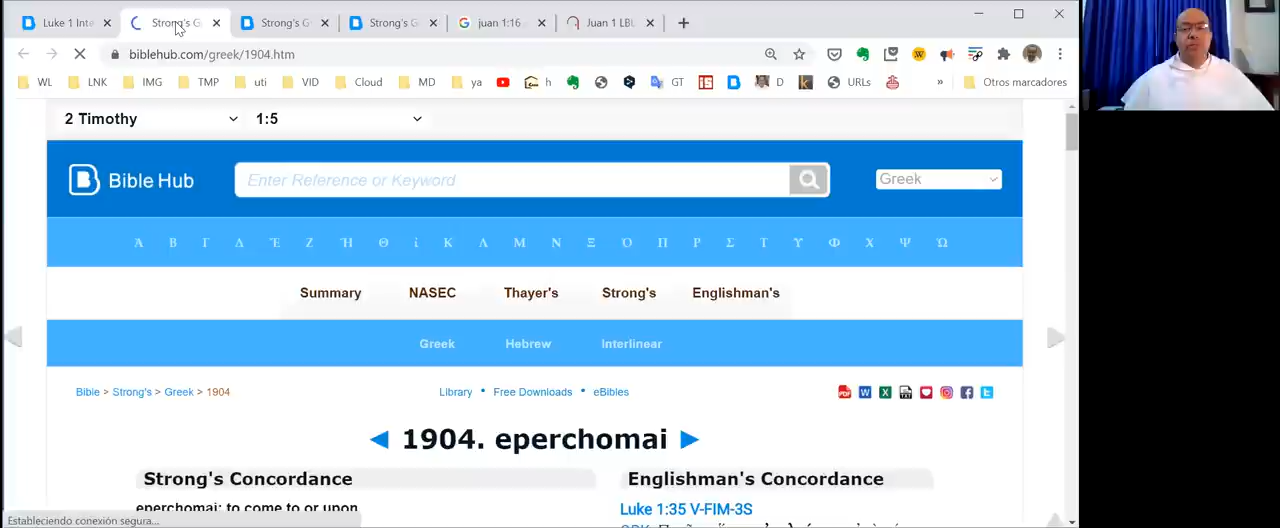 Luke 1 Inte Strong's G Strong's G Strong's G juan 1:16 Juan 1 LBL
biblehub.com/greek/1904.htm
WL LNK IMG TMP uti VID Cloud MD ya h GT D URLs » Otros marcadores
2 Timothy 1:5
Bible Hub Enter Reference or Keyword Greek
Ἀ Β Γ Δ Ἐ Ζ Ἡ Θ ἰ Κ Λ Μ Ν Ξ Ὀ Π Ρ Σ Τ Υ Φ Χ Ψ Ὠ
Summary NASEC Thayer's Strong's Englishman's
Greek Hebrew Interlinear
Bible > Strong's > Greek > 1904 Library • Free Downloads • eBibles
◄ 1904. eperchomai ►
Strong's Concordance Englishman's Concordance
eperchomai: to come to or upon Luke 1:35 V-FIM-3S
Estableciendo conexión segura...